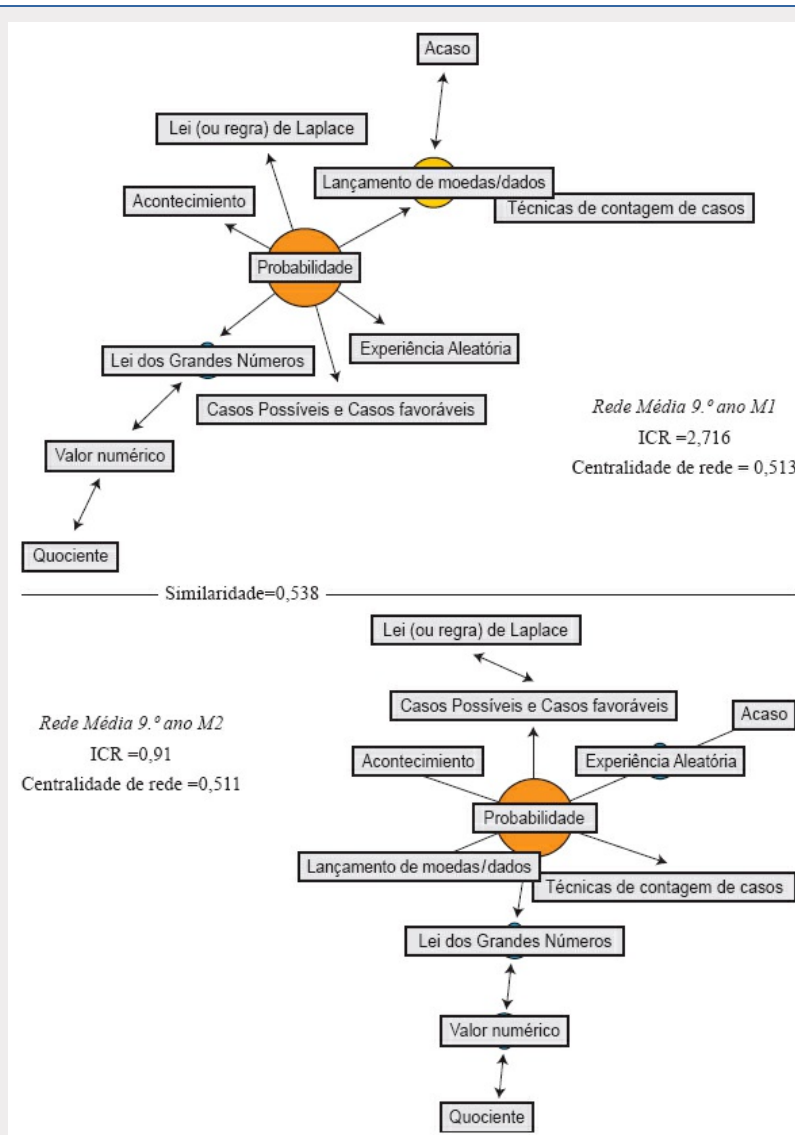 Acaso
Lei (ou regra) de Laplace
Lançamento de moedas/dados
Acontecimento
Técnicas de contagem de casos
Probabilidade
Experiência Aleatória
Lei dos Grandes Números
Casos Possíveis e Casos favoráveis
Rede Média 9.º ano M1
ICR =2,716
Centralidade de rede = 0,513
Valor numérico
Quociente
Similaridade=0,538
Lei (ou regra) de Laplace
Casos Possíveis e Casos favoráveis
Acaso
Rede Média 9.º ano M2
ICR =0,91
Centralidade de rede =0,511
Acontecimento
Experiência Aleatória
Probabilidade
Lançamento de moedas/dados
Técnicas de contagem de casos
Lei dos Grandes Números
Valor numérico
Quociente